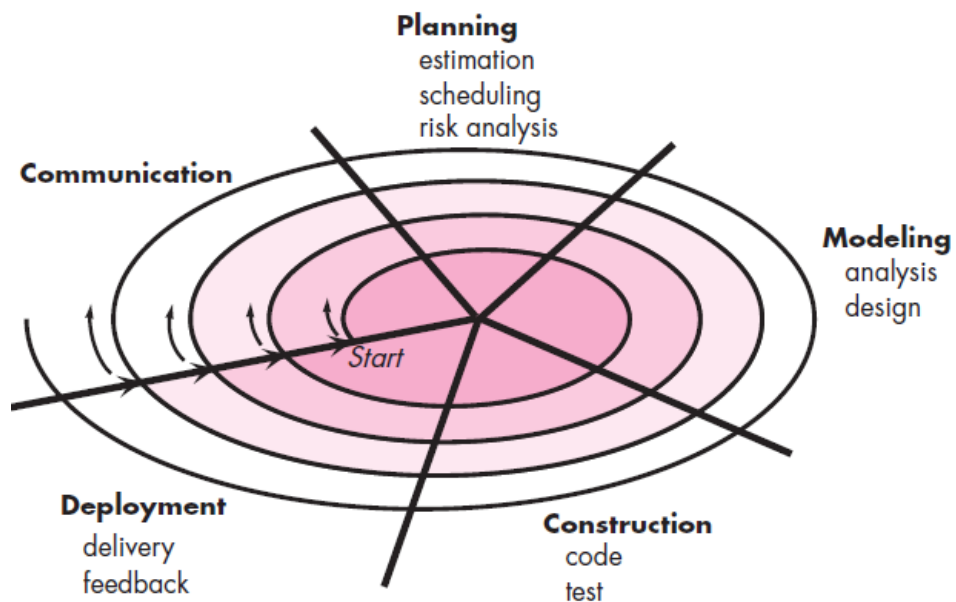 Planning
estimation
scheduling
risk analysis
Communication
Modeling
analysis
design
Start
Deployment
delivery
feedback
Construction
code
test